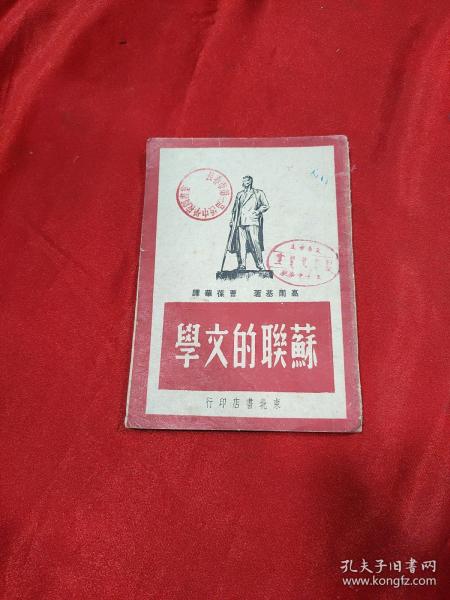 高爾基著 曹葆華譯
蘇聯的文學
東北書店印行
孔夫子旧书网
www.kongfz.com